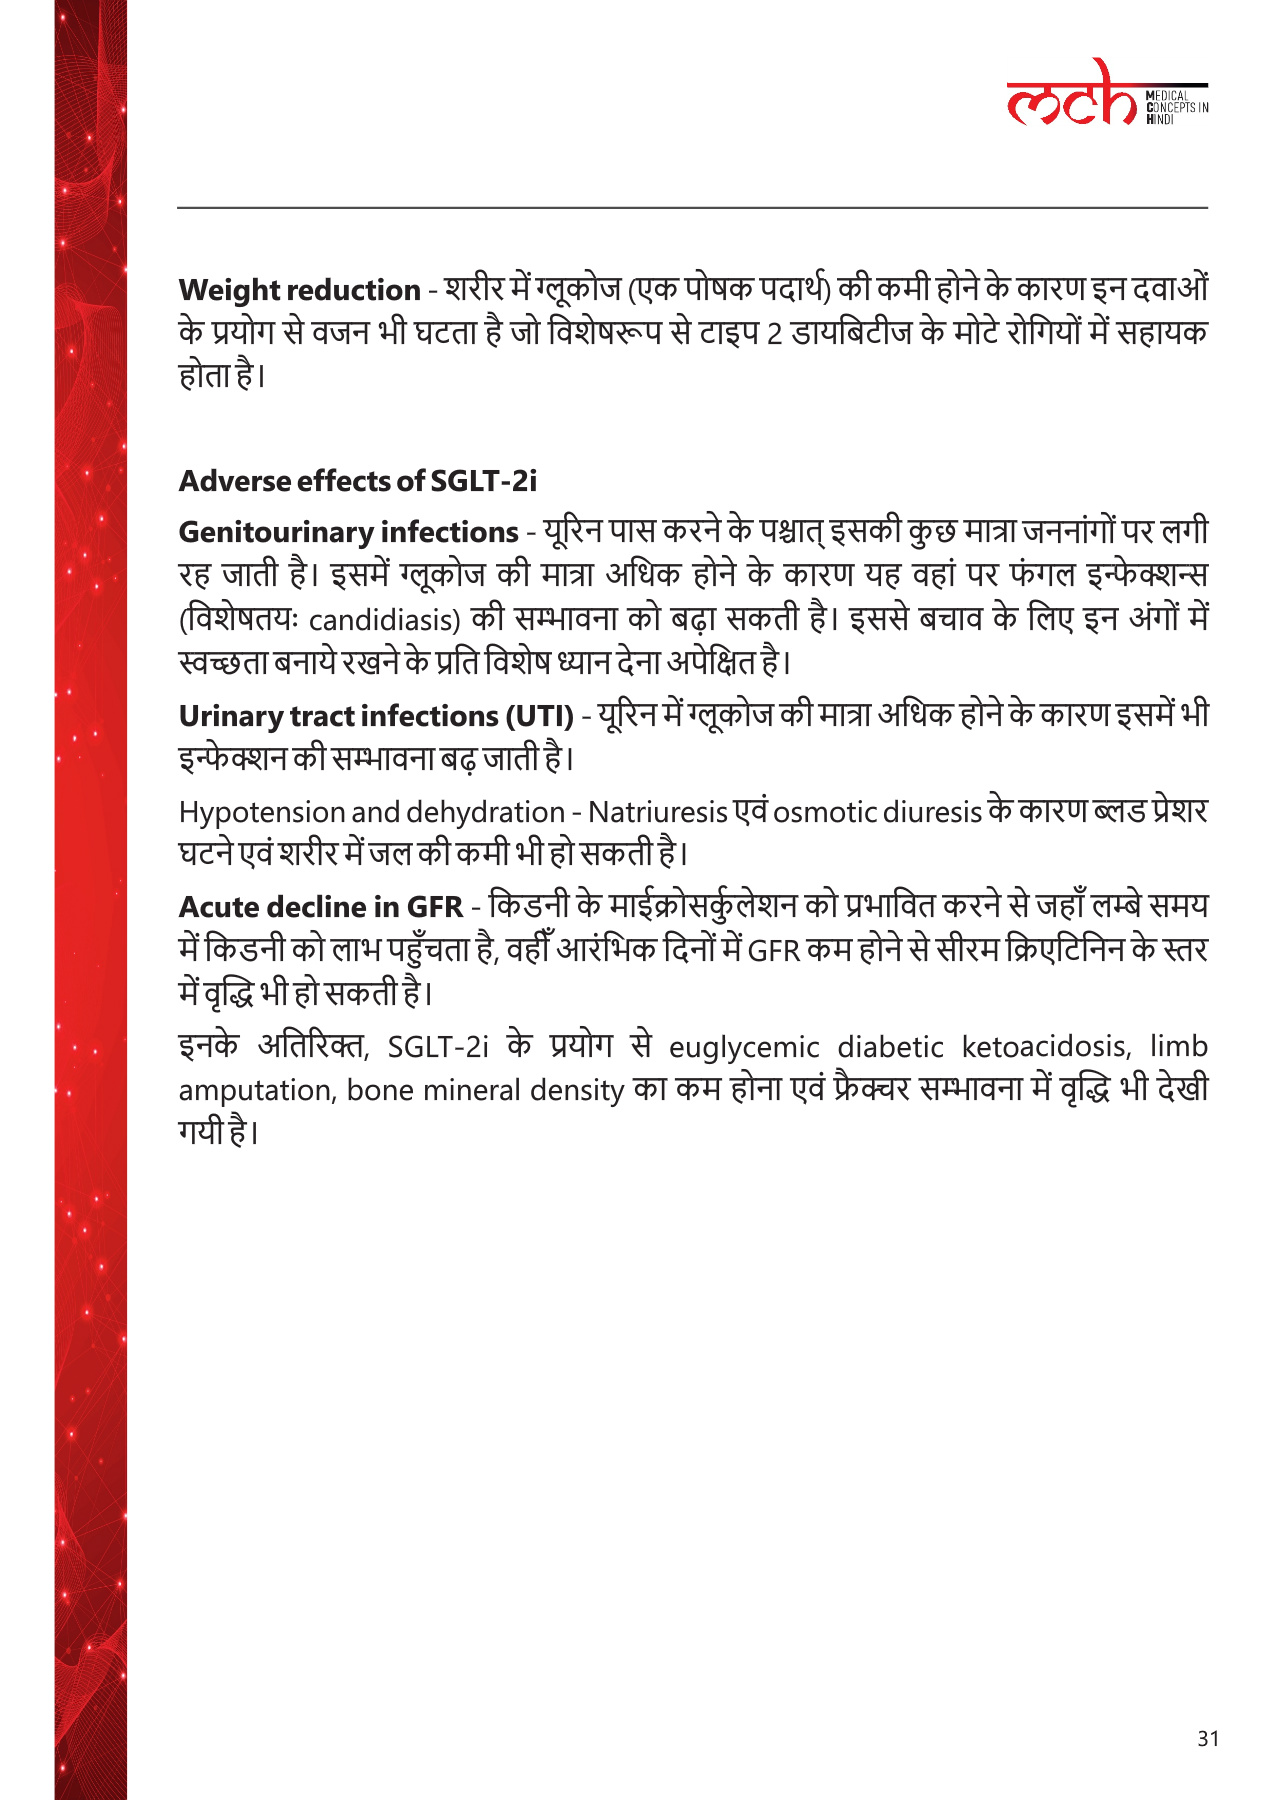 mch
MEDICAL
CONCEPTS IN
HINDI
Weight reduction - शरीर में ग्लूकोज (एक पोषक पदार्थ) की कमी होने के कारण इन दवाओं
के प्रयोग से वजन भी घटता है जो विशेषरूप से टाइप 2 डायबिटीज के मोटे रोगियों में सहायक
होता है।
Adverse effects of SGLT-2i
Genitourinary infections - यूरिन पास करने के पश्चात् इसकी कुछ मात्रा जननांगों पर लगी
रह जाती है। इसमें ग्लूकोज की मात्रा अधिक होने के कारण यह वहां पर फंगल इन्फेक्शन्स
(विशेषतयः candidiasis) की सम्भावना को बढ़ा सकती है। इससे बचाव के लिए इन अंगों में
स्वच्छता बनाये रखने के प्रति विशेष ध्यान देना अपेक्षित है।
Urinary tract infections (UTI) - यूरिन में ग्लूकोज की मात्रा अधिक होने के कारण इसमें भी
इन्फेक्शन की सम्भावना बढ़ जाती है।
Hypotension and dehydration - Natriuresis एवं osmotic diuresis के कारण ब्लड प्रेशर
घटने एवं शरीर में जल की कमी भी हो सकती है।
Acute decline in GFR - किडनी के माईक्रोसर्कुलेशन को प्रभावित करने से जहाँ लम्बे समय
में किडनी को लाभ पहुँचता है, वहीँ आरंभिक दिनों में GFR कम होने से सीरम क्रिएटिनिन के स्तर
में वृद्धि भी हो सकती है।
इनके अतिरिक्त, SGLT-2i के प्रयोग से euglycemic diabetic ketoacidosis, limb
amputation, bone mineral density का कम होना एवं फ्रैक्चर सम्भावना में वृद्धि भी देखी
गयी है।
31